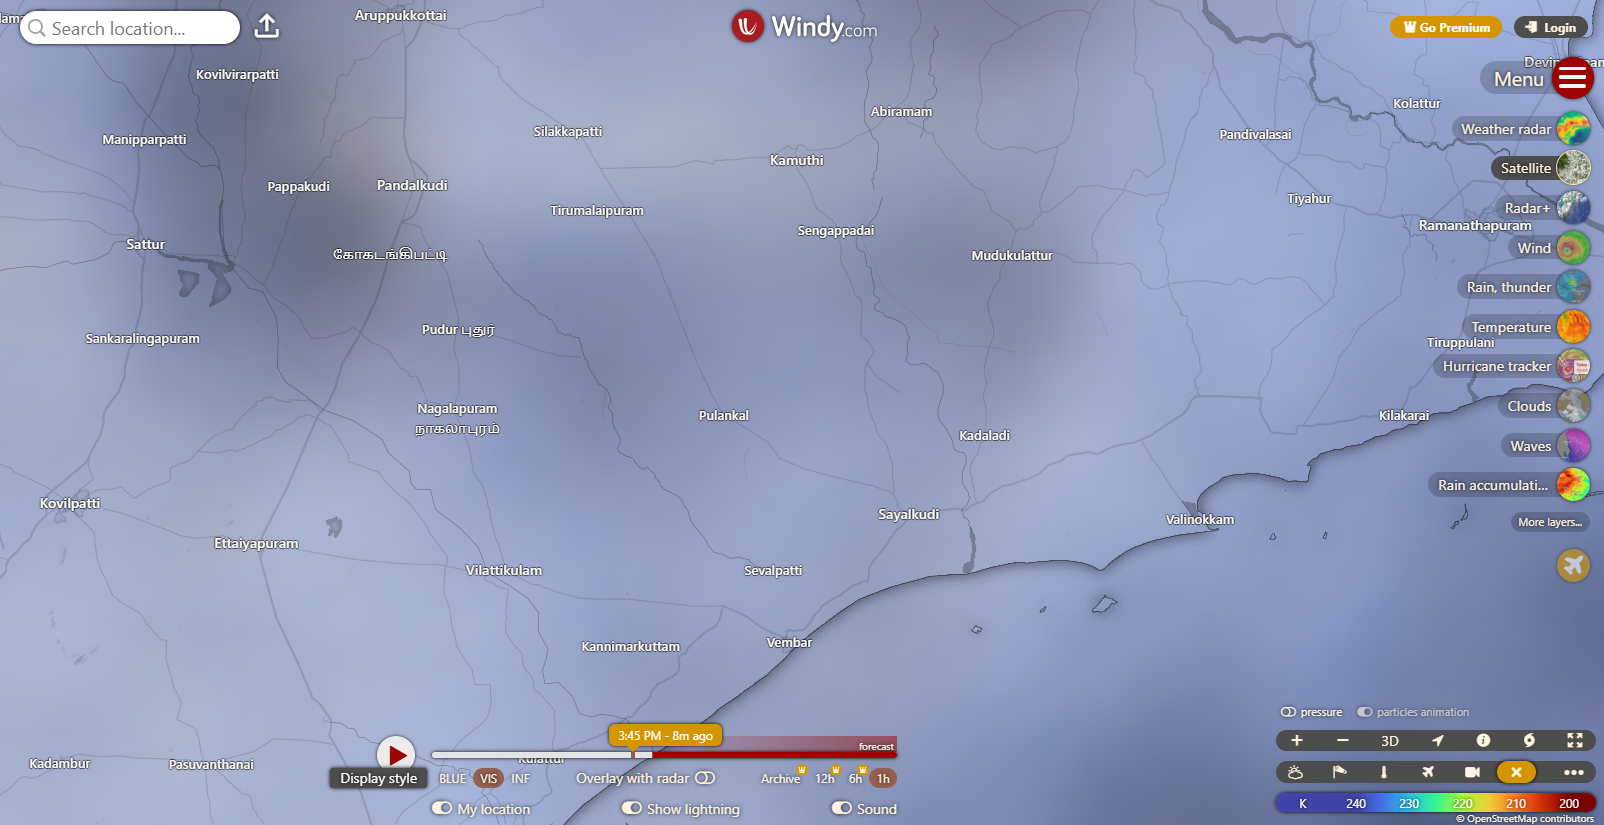 Search location...
Aruppukkottai
Windy.com
Go Premium
Login
Menu
Kovilvirarpatti
Kolattur
Abiramam
Weather radar
Manipparpatti
Silakkapatti
Pandivalasai
Kamuthi
Satellite
Pappakudi
Pandalkudi
Tiyahur
Radar+
Tirumalaipuram
Ramanathapuram
Sengappadai
Sattur
Wind
கோகடங்கிபட்டி
Mudukulattur
Rain, thunder
Pudur புதுர்
Temperature
Sankaralingapuram
Tiruppulani
Hurricane tracker
Nagalapuram
நாகலாபுரம்
Clouds
Pulankal
Kilakarai
Kadaladi
Waves
Rain accumulati...
Kovilpatti
Sayalkudi
Valinokkam
More layers...
Ettaiyapuram
Vilattikulam
Sevalpatti
Kannimarkuttam
Vembar
pressure
particles animation
3:45 PM - 8m ago
forecast
3D
Kadambur
Pasuvanthanai
Kulattur
Display style
BLUE
VIS
INF
Overlay with radar
Archive
12h
6h
1h
My location
Show lightning
Sound
K 240 230 220 210 200
© OpenStreetMap contributors